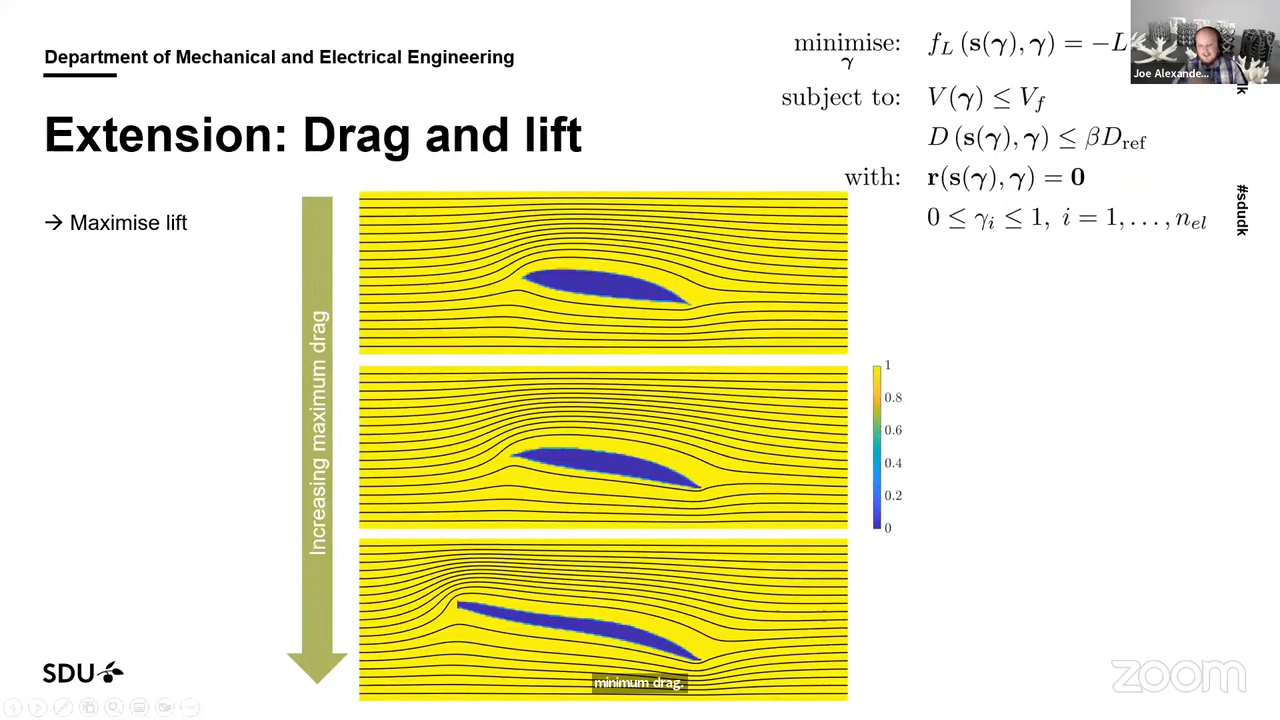 Department of Mechanical and Electrical Engineering
Extension: Drag and lift
→ Maximise lift
minimise: f_L (s(γ), γ) = −L
γ
subject to: V(γ) ≤ V_f
D (s(γ), γ) ≤ βD_ref
with: r(s(γ), γ) = 0
0 ≤ γ_i ≤ 1, i = 1, . . . , n_el
Joe Alexande...
#sdudk
Increasing maximum drag
1
0.8
0.6
0.4
0.2
0
minimum drag.
SDU
zoom